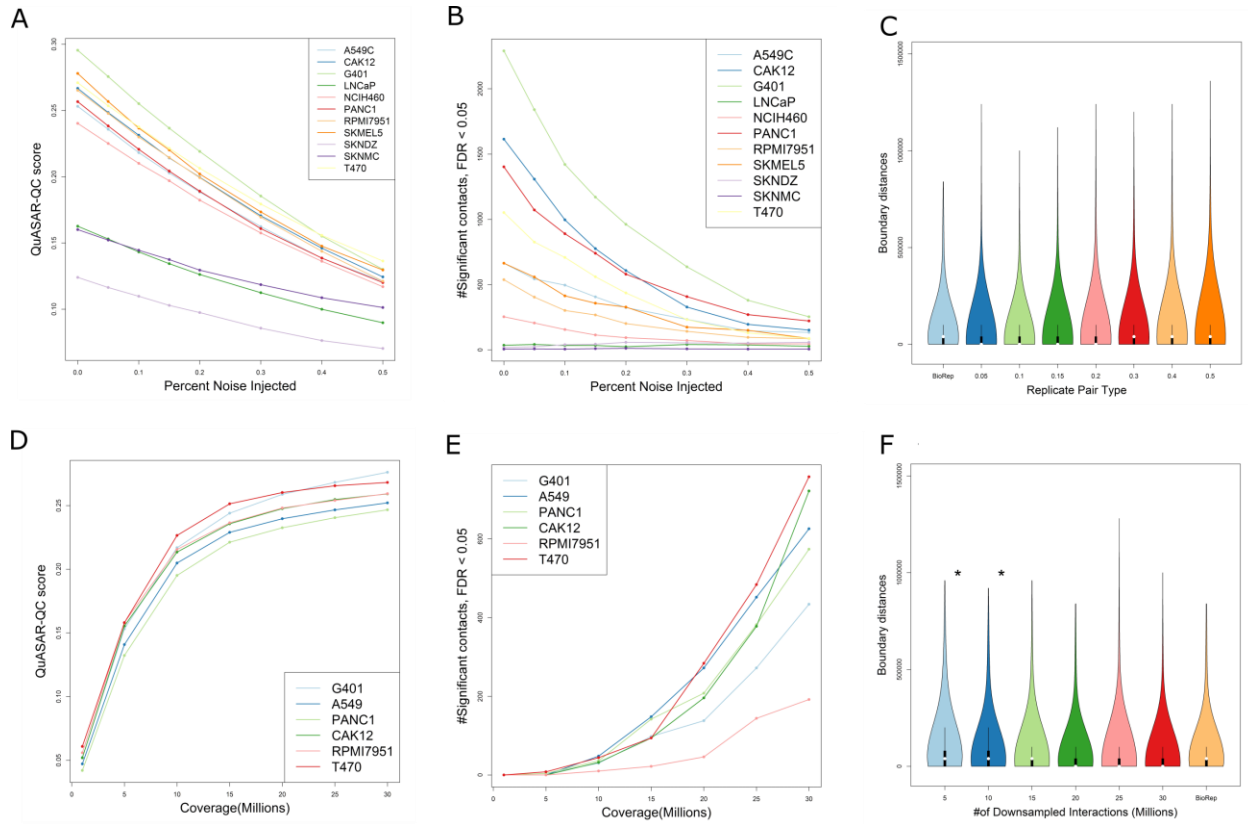 A
QuASAR-QC score
0.30
0.25
0.20
0.15
0.10
0.0
0.1
0.2
0.3
0.4
0.5
Percent Noise Injected
A549C
CAK12
G401
LNCaP
NCIH460
PANC1
RPMI7951
SKMEL5
SKNDZ
SKNMC
T470
B
#Significant contacts, FDR < 0.05
2000
1500
1000
500
0
0.0
0.1
0.2
0.3
0.4
0.5
Percent Noise Injected
A549C
CAK12
G401
LNCaP
NCIH460
PANC1
RPMI7951
SKMEL5
SKNDZ
SKNMC
T470
C
Boundary distances
1500000
1000000
500000
0
BioRep
0.05
0.1
0.15
0.2
0.3
0.4
0.5
Replicate Pair Type
D
QuASAR-QC score
0.25
0.20
0.15
0.10
0.05
0
5
10
15
20
25
30
Coverage(Millions)
G401
A549
PANC1
CAK12
RPMI7951
T470
E
#Significant contacts, FDR < 0.05
600
400
200
0
0
5
10
15
20
25
30
Coverage(Millions)
G401
A549
PANC1
CAK12
RPMI7951
T470
F
Boundary distances
1500000
1000000
500000
0
* *
5
10
15
20
25
30
BioRep
#of Downsampled Interactions (Millions)